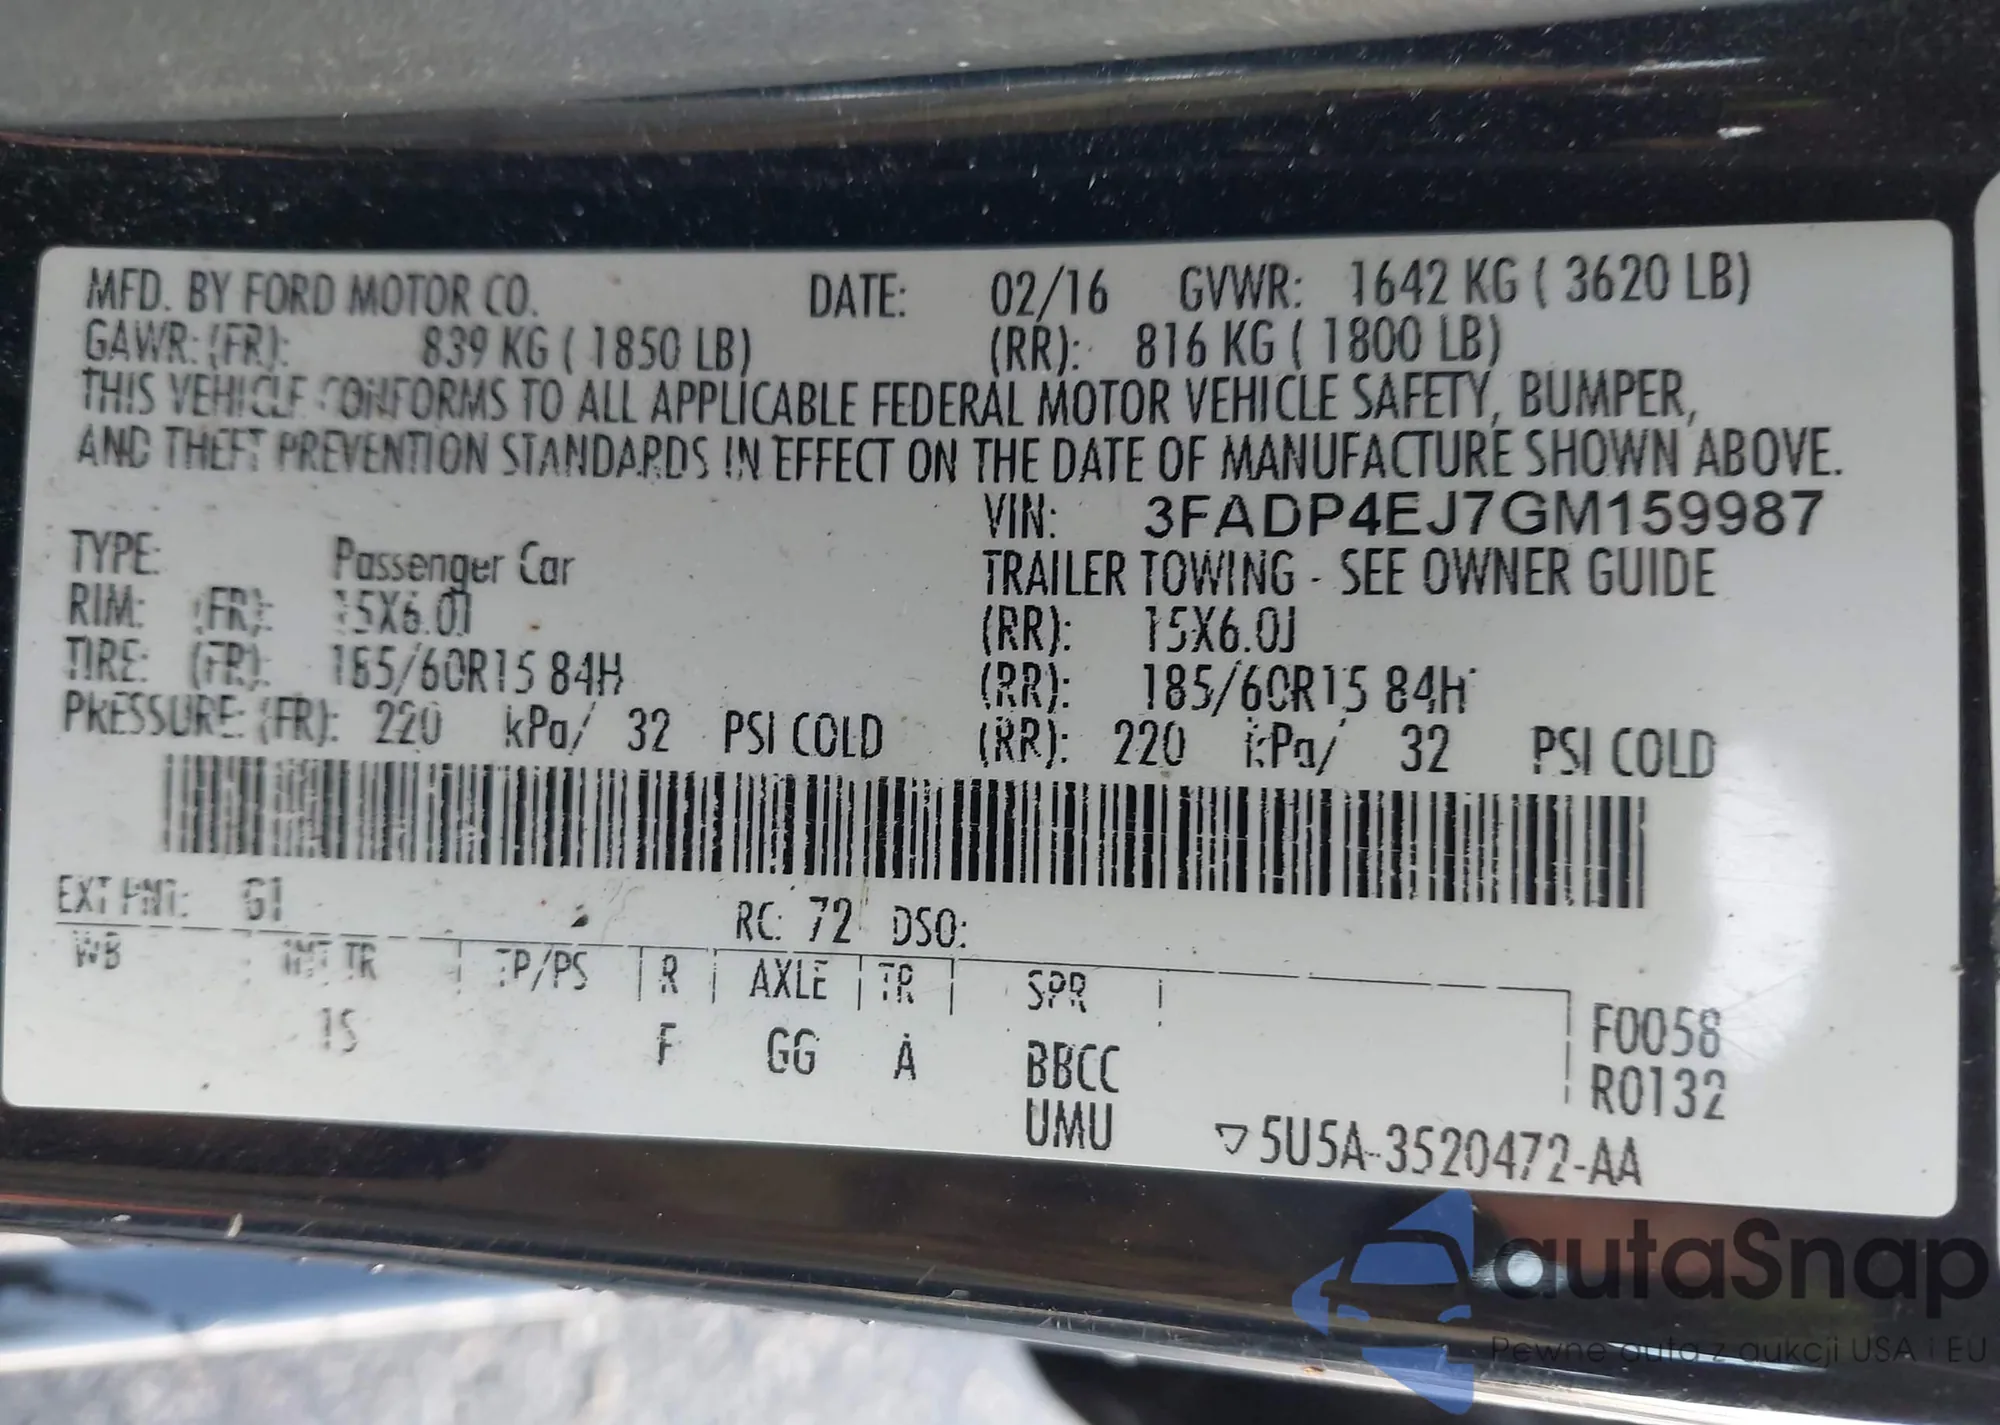 MFD. BY FORD MOTOR CO. DATE: 02/16 GVWR: 1642 KG ( 3620 LB)
GAWR: (FR): 839 KG ( 1850 LB) (RR): 816 KG ( 1800 LB)
THIS VEHICLE CONFORMS TO ALL APPLICABLE FEDERAL MOTOR VEHICLE SAFETY, BUMPER,
AND THEFT PREVENTION STANDARDS IN EFFECT ON THE DATE OF MANUFACTURE SHOWN ABOVE.
VIN: 3FADP4EJ7GM159987
TYPE: Passenger Car TRAILER TOWING - SEE OWNER GUIDE
RIM: (FR): 15X6.0J (RR): 15X6.0J
TIRE: (FR): 185/60R15 84H (RR): 185/60R15 84H
PRESSURE: (FR): 220 kPa/ 32 PSI COLD (RR): 220 kPa/ 32 PSI COLD
EXT PNT: G1 RC: 72 DSO:
WB INT TR TP/PS R AXLE TR SPR
1S F GG A BBCC F0058
UMU R0132
▽5U5A-3520472-AA
autaSnap
Pewne auta z aukcji USA i EU